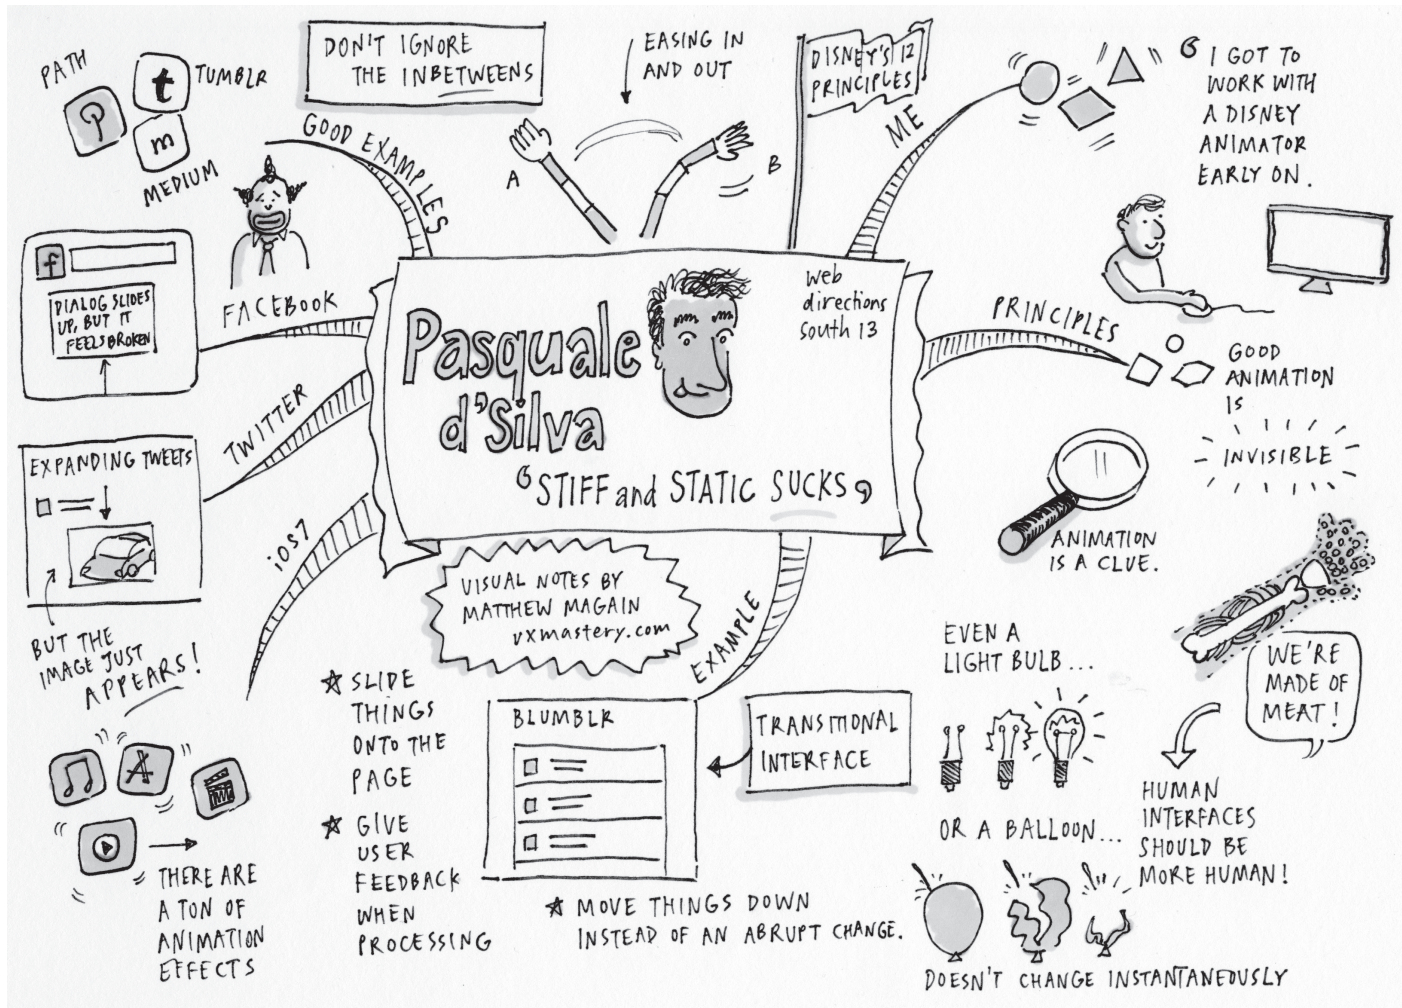 Pasquale
d'Silva
"STIFF and STATIC SUCKS"
web
directions
South 13
VISUAL NOTES BY
MATTHEW MAGAIN
uxmastery.com
DON'T IGNORE
THE INBETWEENS
EASING IN
AND OUT
A
B
DISNEY'S 12
PRINCIPLES
ME
I GOT TO
WORK WITH
A DISNEY
ANIMATOR
EARLY ON.
PRINCIPLES
GOOD
ANIMATION
IS
INVISIBLE
ANIMATION
IS A CLUE.
WE'RE
MADE OF
MEAT!
HUMAN
INTERFACES
SHOULD BE
MORE HUMAN!
EVEN A
LIGHT BULB...
OR A BALLOON...
DOESN'T CHANGE INSTANTANEOUSLY
EXAMPLE
BLUMBLR
TRANSITIONAL
INTERFACE
SLIDE
THINGS
ONTO THE
PAGE
GIVE
USER
FEEDBACK
WHEN
PROCESSING
MOVE THINGS DOWN
INSTEAD OF AN ABRUPT CHANGE.
iOS7
THERE ARE
A TON OF
ANIMATION
EFFECTS
TWITTER
EXPANDING TWEETS
BUT THE
IMAGE JUST
APPEARS!
FACEBOOK
f
DIALOG SLIDES
UP, BUT IT
FEELS BROKEN
GOOD EXAMPLES
PATH
t
TUMBLR
m
MEDIUM